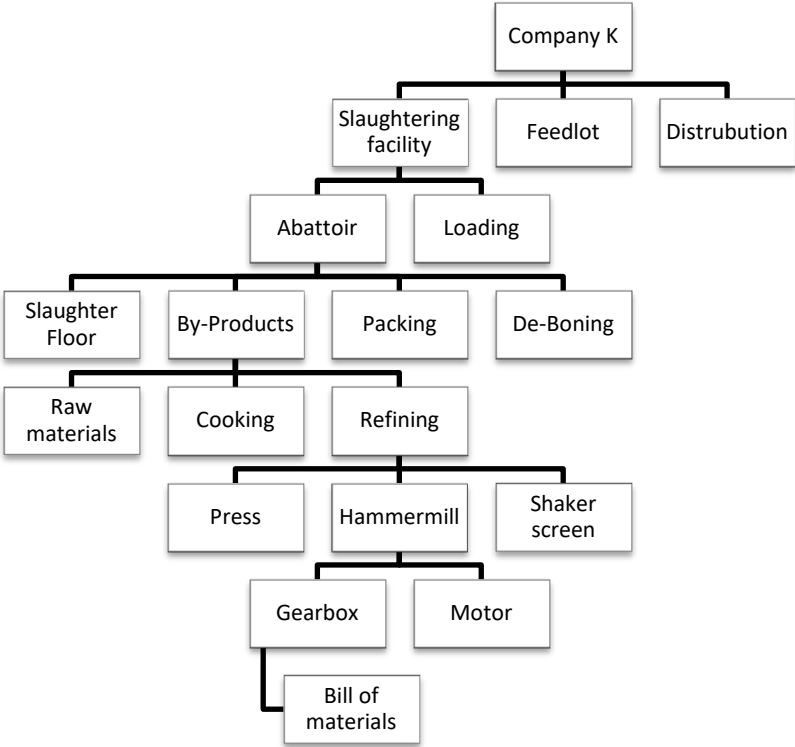 Company K
Slaughtering
facility
Feedlot
Distrubution
Abattoir
Loading
Slaughter
Floor
By-Products
Packing
De-Boning
Raw
materials
Cooking
Refining
Press
Hammermill
Shaker
screen
Gearbox
Motor
Bill of
materials